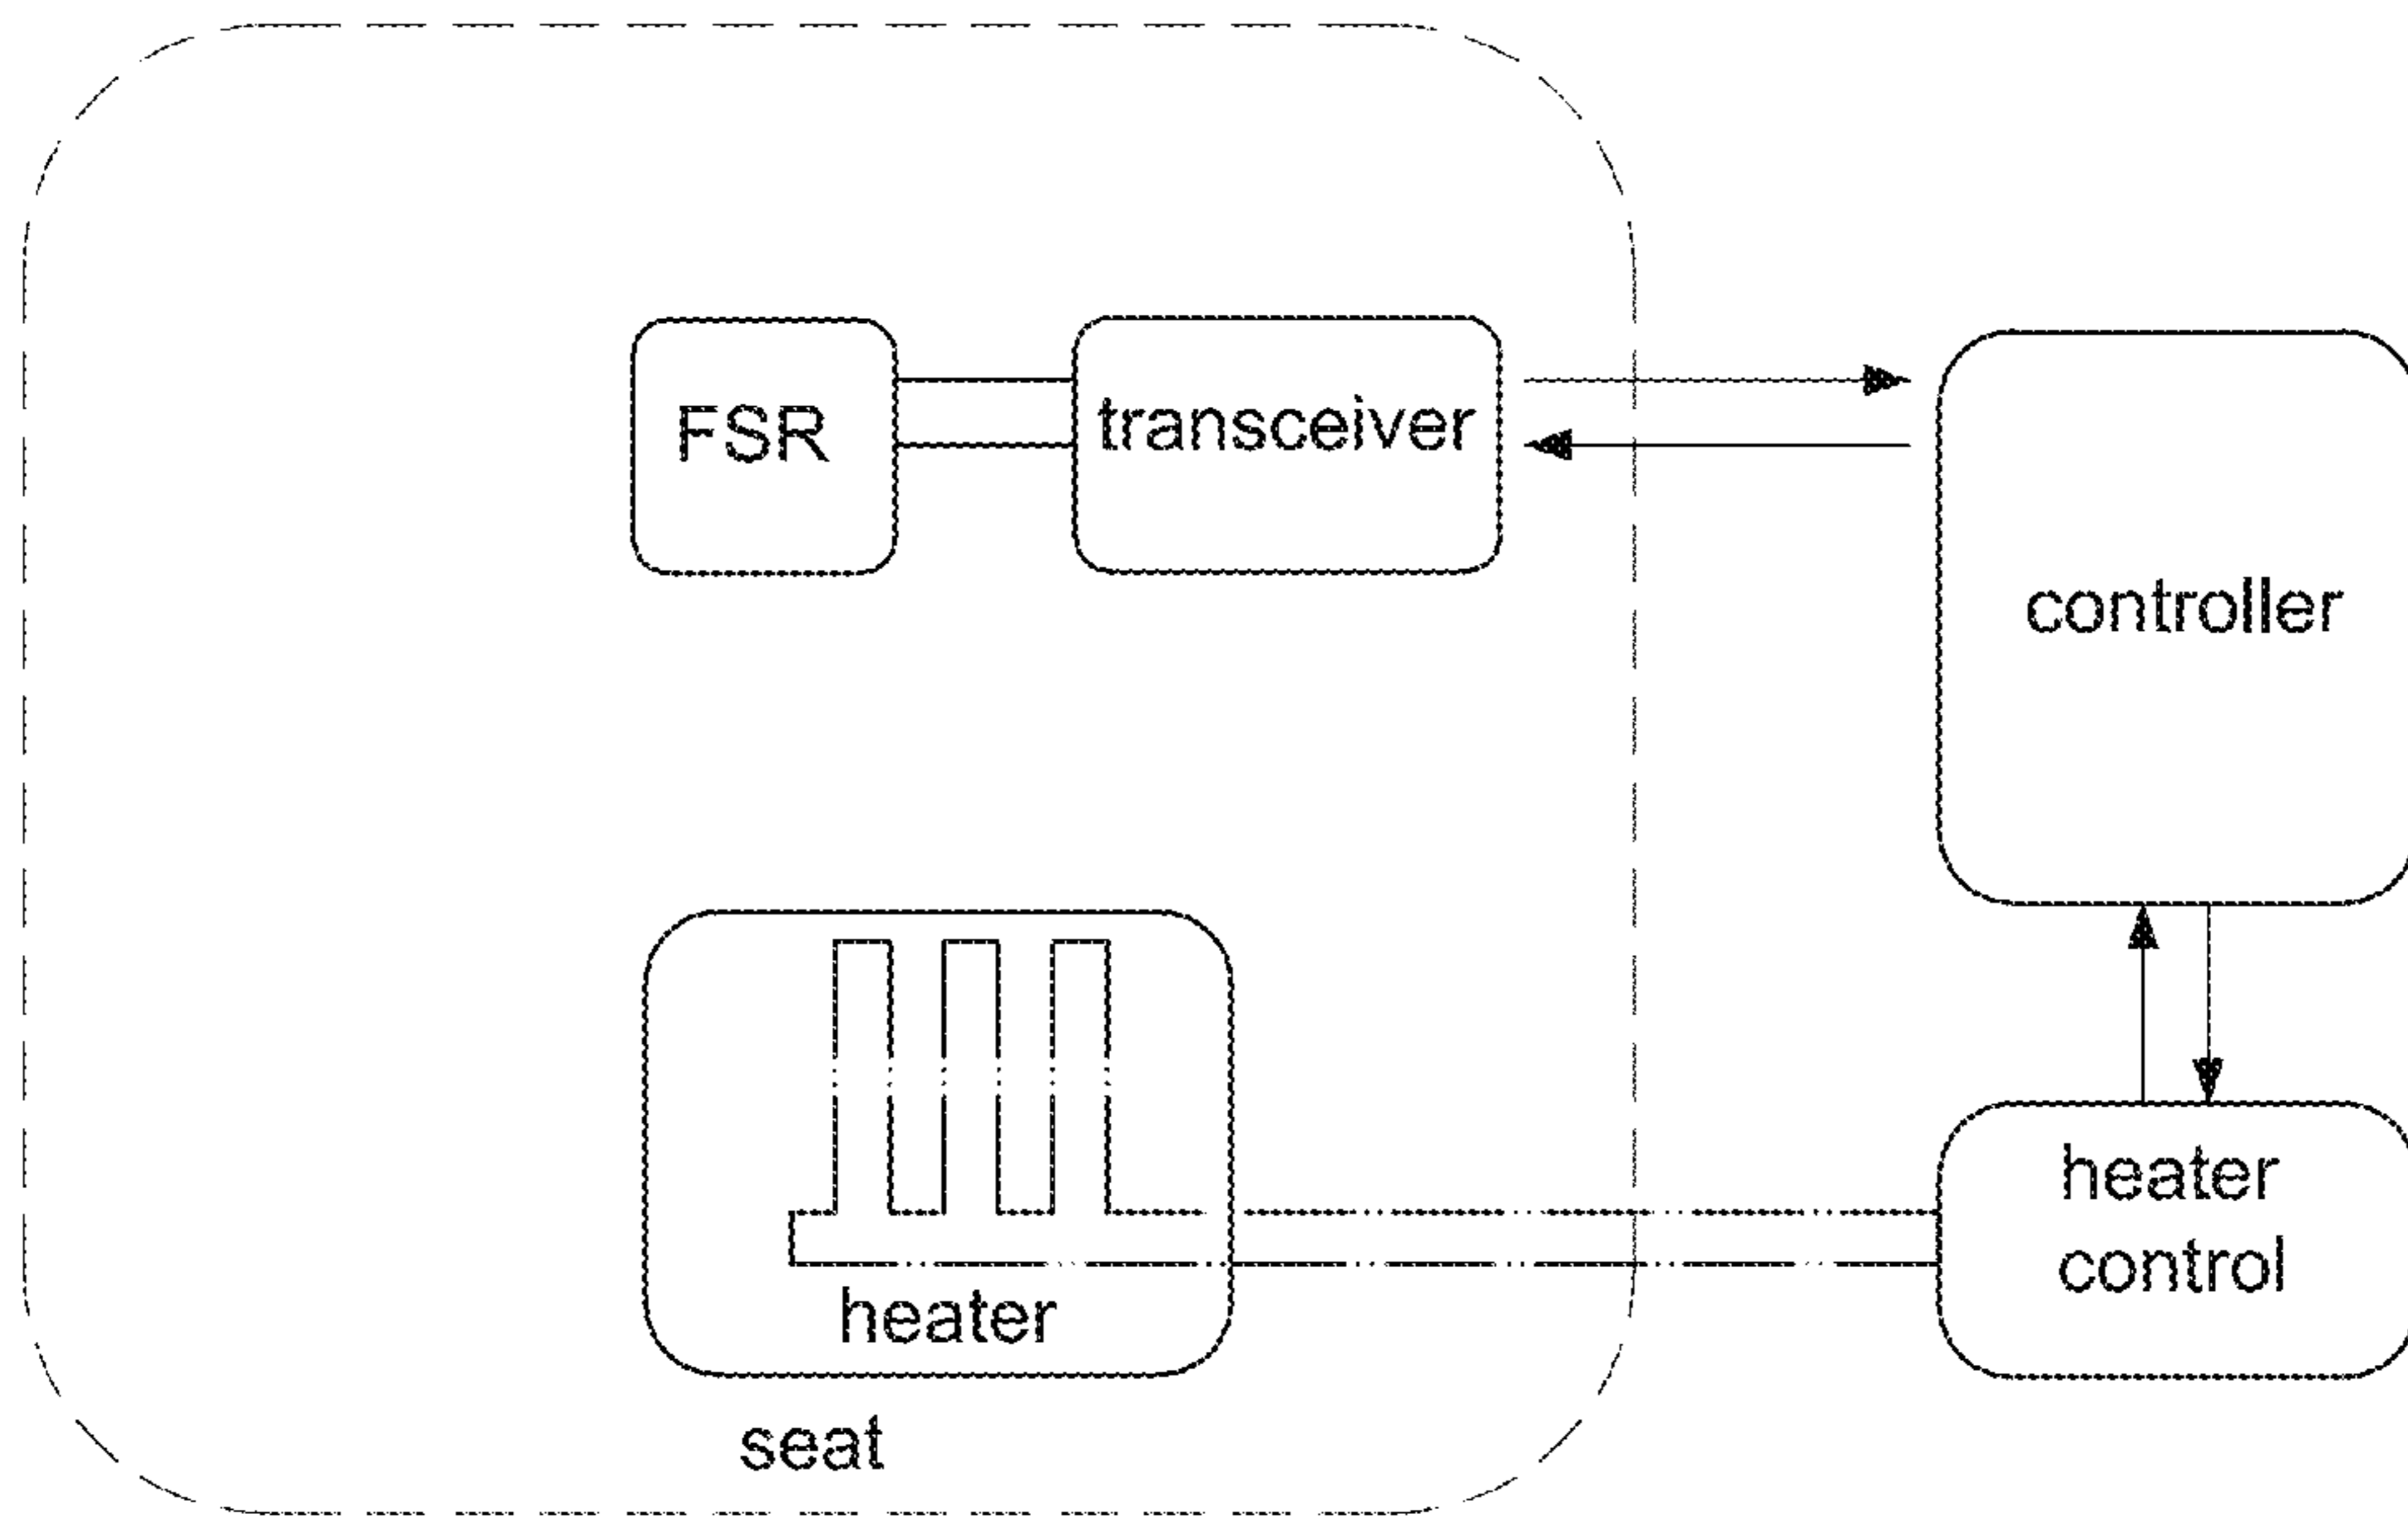 FSR
transceiver
controller
heater
control
heater
seat